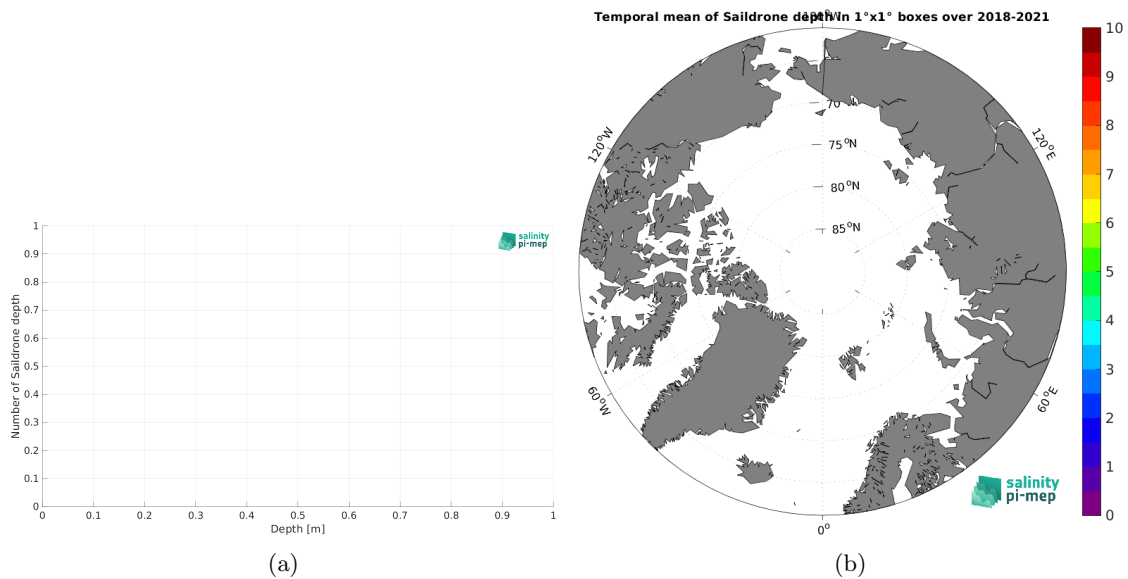 Temporal mean of Saildrone depth in 1°x1° boxes over 2018-2021
180°W
120°W
120°E
60°W
60°E
0°
70°N
75°N
80°N
85°N
10
9
8
7
6
5
4
3
2
1
0
salinity
pi-mep
Number of Saildrone depth
1
0.9
0.8
0.7
0.6
0.5
0.4
0.3
0.2
0.1
0
0 0.1 0.2 0.3 0.4 0.5 0.6 0.7 0.8 0.9 1
Depth [m]
salinity
pi-mep
(a)
(b)